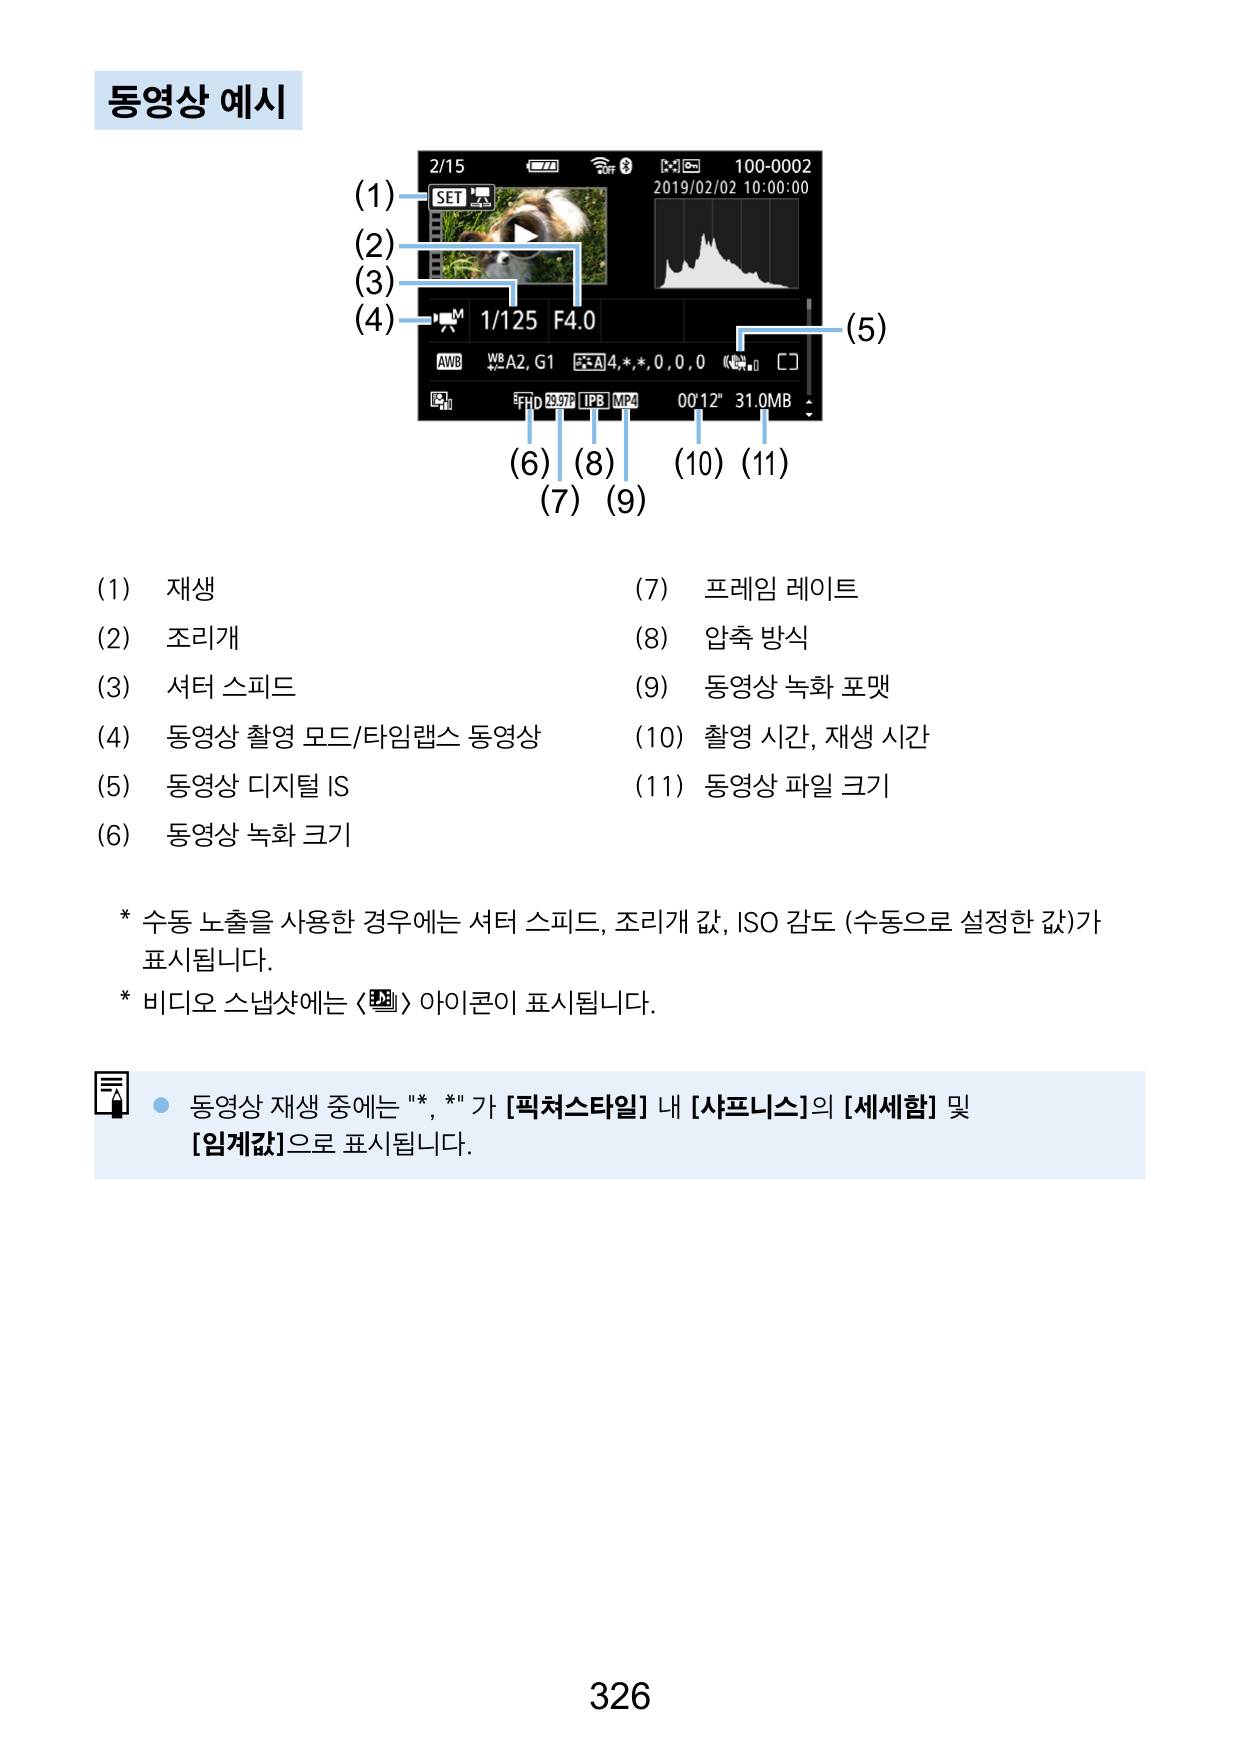 동영상 예시
2/15 OFF 100-0002
2019/02/02 10:00:00
(1) SET
(2)
(3)
(4) M 1/125 F4.0
(5)
AWB WB+/- A2, G1 A 4,*,*,0,0,0
FHD 29.97P IPB MP4 00'12" 31.0MB
(6) (8) (10) (11)
(7) (9)
(1) 재생
(2) 조리개
(3) 셔터 스피드
(4) 동영상 촬영 모드/타임랩스 동영상
(5) 동영상 디지털 IS
(6) 동영상 녹화 크기
(7) 프레임 레이트
(8) 압축 방식
(9) 동영상 녹화 포맷
(10) 촬영 시간, 재생 시간
(11) 동영상 파일 크기
* 수동 노출을 사용한 경우에는 셔터 스피드, 조리개 값, ISO 감도 (수동으로 설정한 값)가
표시됩니다.
* 비디오 스냅샷에는 < > 아이콘이 표시됩니다.
● 동영상 재생 중에는 "*, *" 가 [픽쳐스타일] 내 [샤프니스]의 [세세함] 및
[임계값]으로 표시됩니다.
326